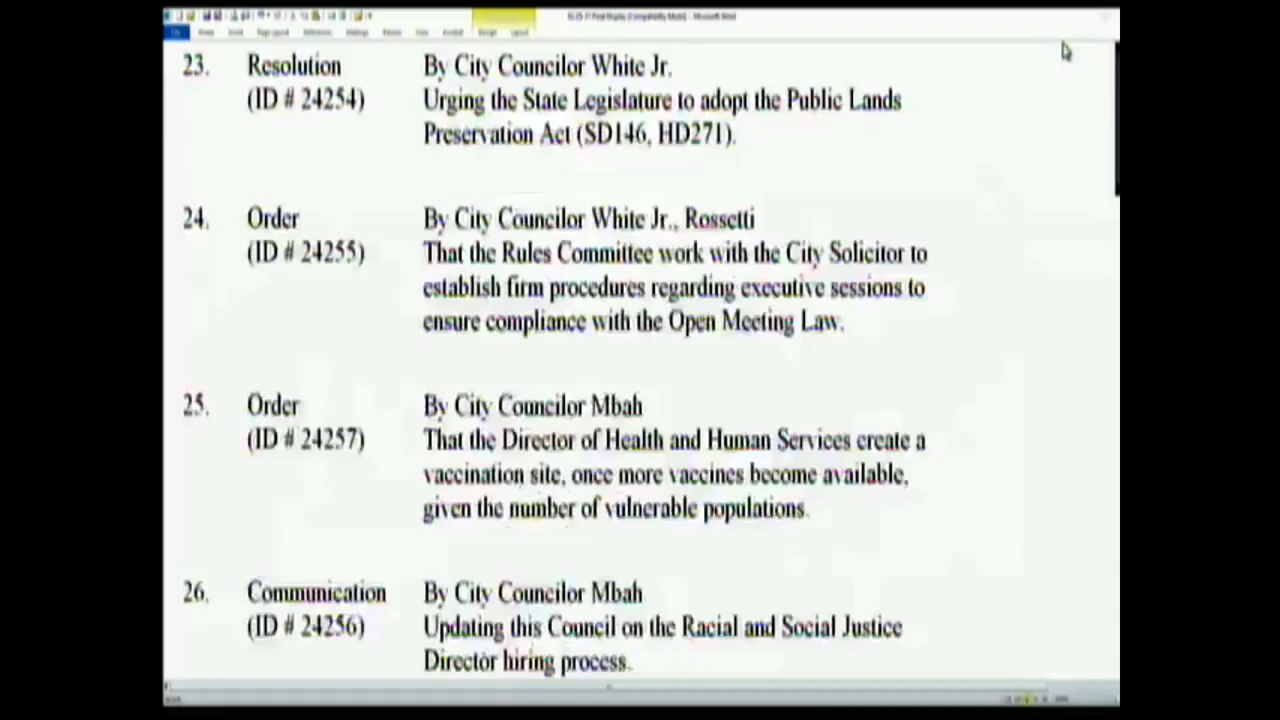 23. Resolution By City Councilor White Jr.
(ID # 24254) Urging the State Legislature to adopt the Public Lands
Preservation Act (SD146, HD271).
24. Order By City Councilor White Jr., Rossetti
(ID # 24255) That the Rules Committee work with the City Solicitor to
establish firm procedures regarding executive sessions to
ensure compliance with the Open Meeting Law.
25. Order By City Councilor Mbah
(ID # 24257) That the Director of Health and Human Services create a
vaccination site, once more vaccines become available,
given the number of vulnerable populations.
26. Communication By City Councilor Mbah
(ID # 24256) Updating this Council on the Racial and Social Justice
Director hiring process.